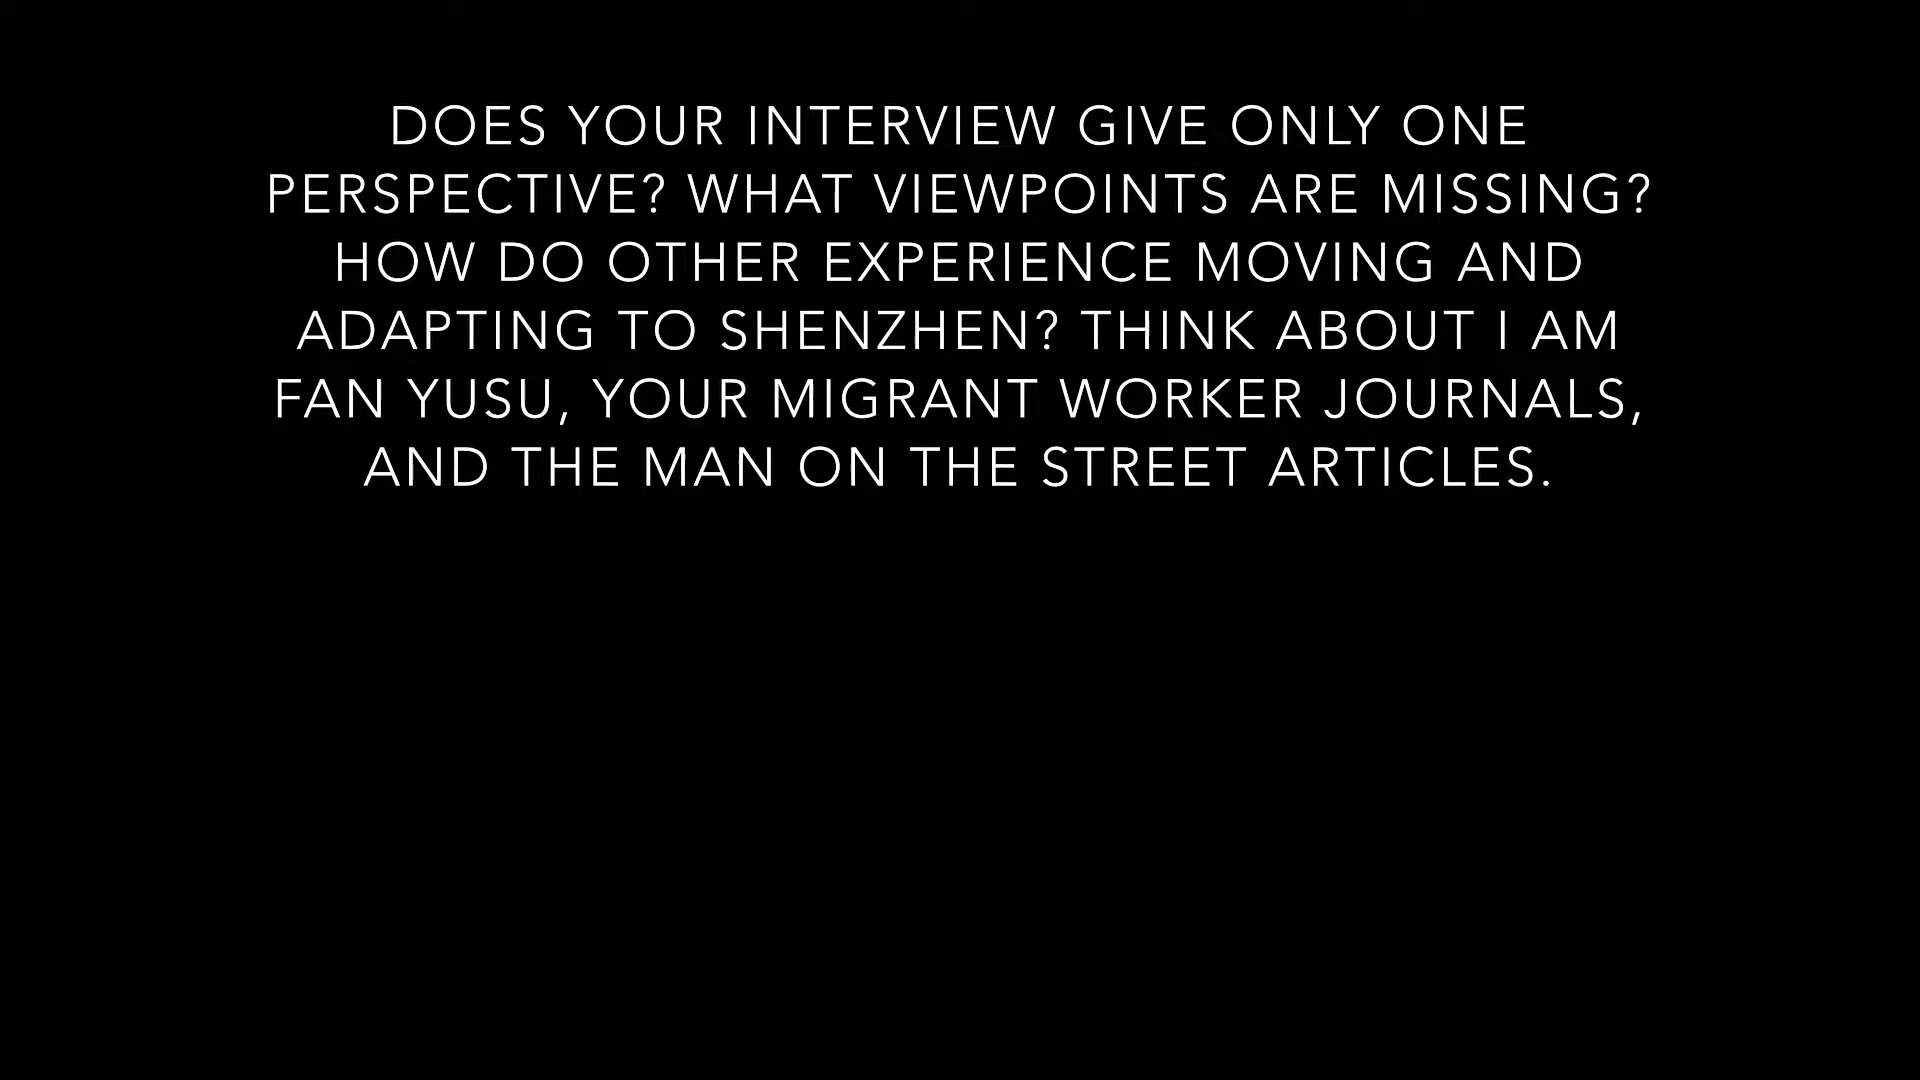 DOES YOUR INTERVIEW GIVE ONLY ONE
PERSPECTIVE? WHAT VIEWPOINTS ARE MISSING?
HOW DO OTHER EXPERIENCE MOVING AND
ADAPTING TO SHENZHEN? THINK ABOUT I AM
FAN YUSU, YOUR MIGRANT WORKER JOURNALS,
AND THE MAN ON THE STREET ARTICLES.